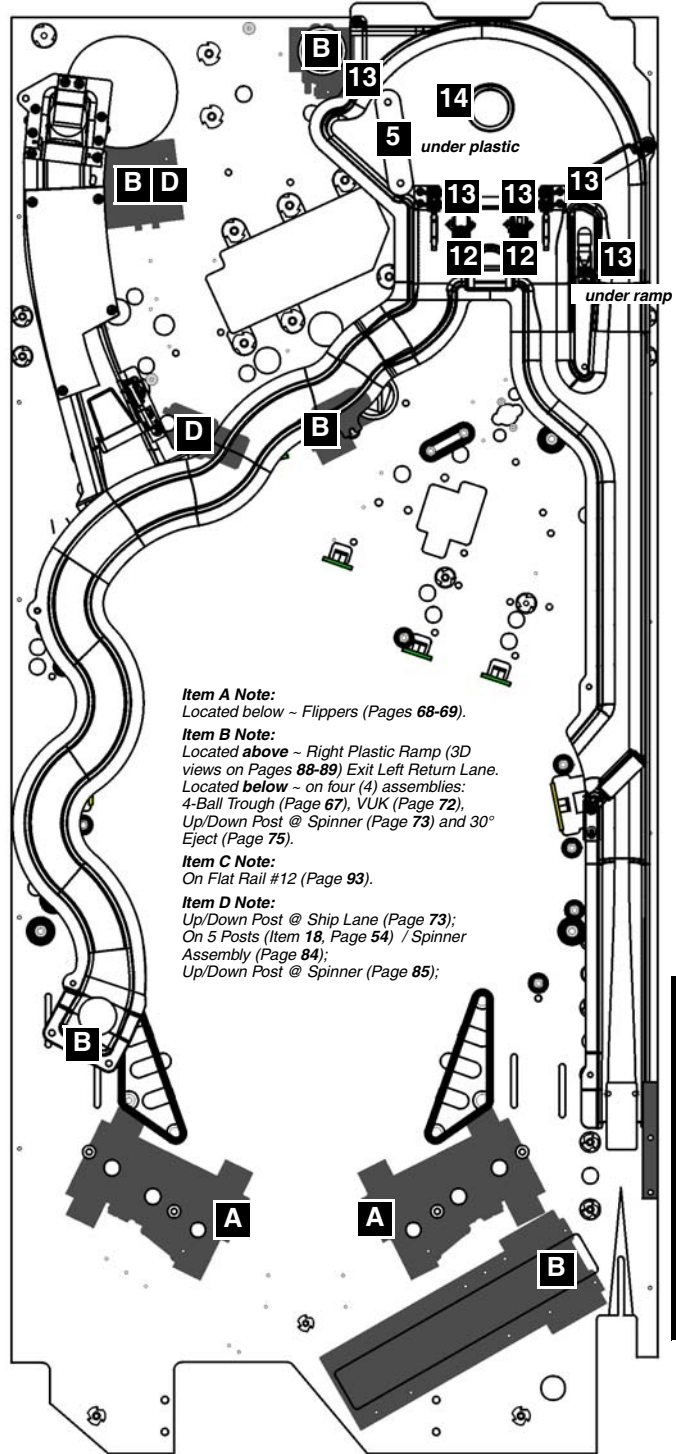 B
13
14
5 under plastic
B D
13 13 13
12 12
13
under ramp
D
B
Item A Note:
Located below ~ Flippers (Pages 68-69).
Item B Note:
Located above ~ Right Plastic Ramp (3D
views on Pages 88-89) Exit Left Return Lane.
Located below ~ on four (4) assemblies:
4-Ball Trough (Page 67), VUK (Page 72),
Up/Down Post @ Spinner (Page 73) and 30°
Eject (Page 75).
Item C Note:
On Flat Rail #12 (Page 93).
Item D Note:
Up/Down Post @ Ship Lane (Page 73);
On 5 Posts (Item 18, Page 54) / Spinner
Assembly (Page 84);
Up/Down Post @ Spinner (Page 85);
B
A A
B